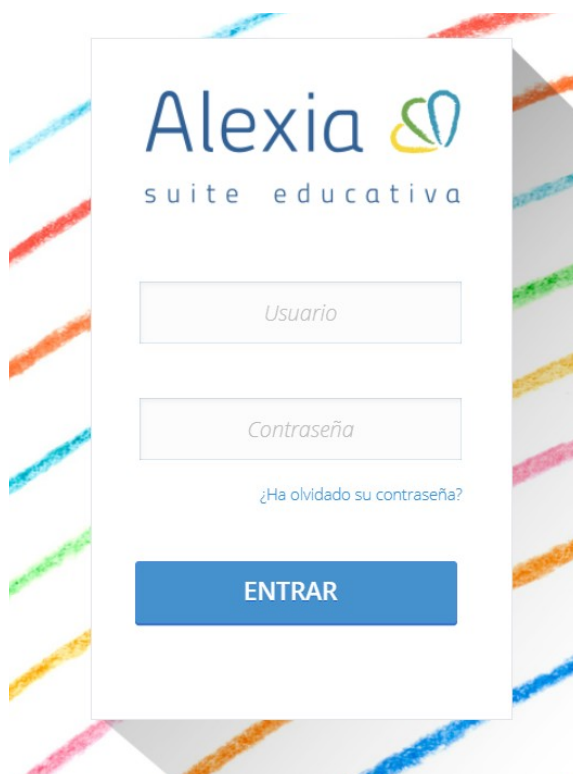 Alexia
suite educativa
Usuario
Contraseña
¿Ha olvidado su contraseña?
ENTRAR